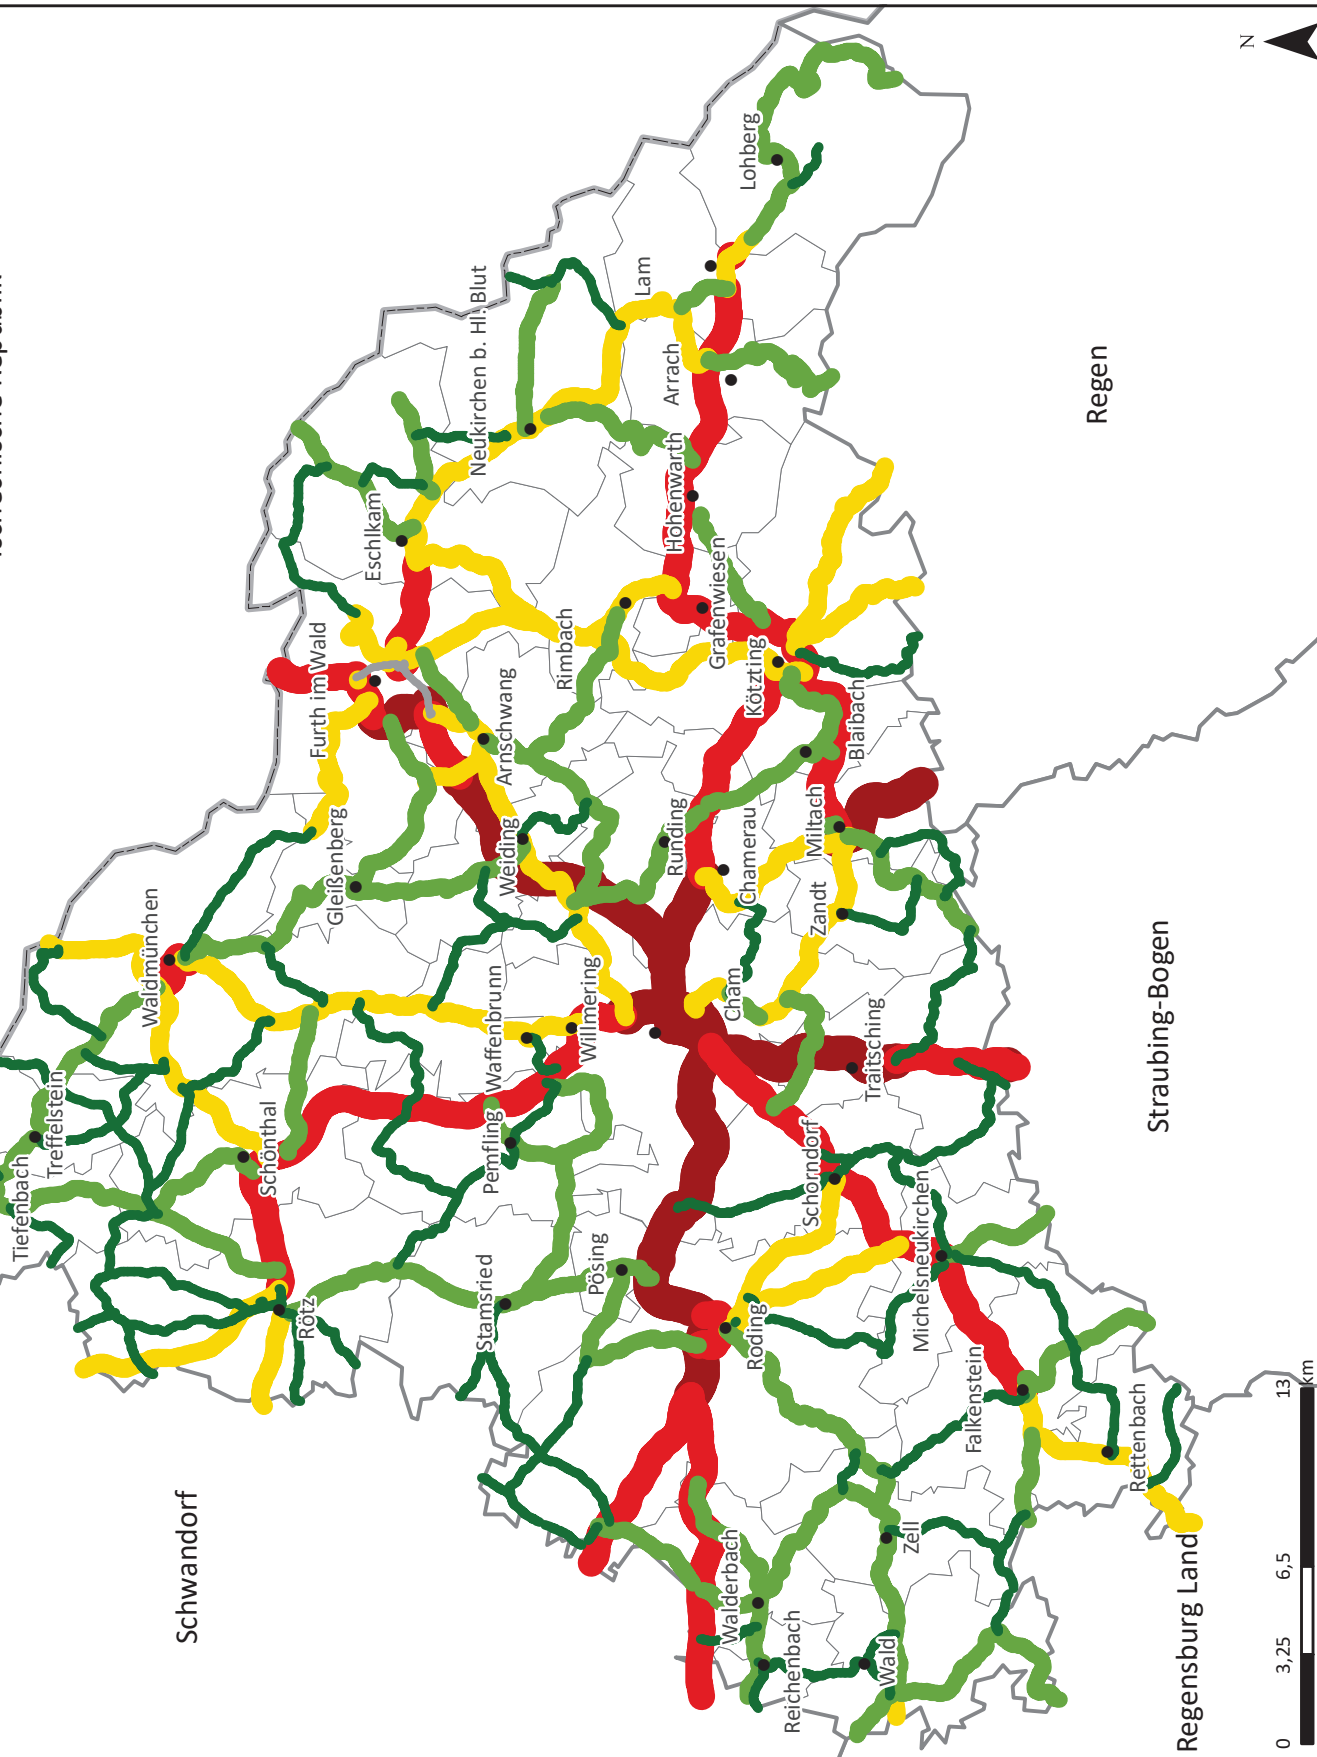 N
Lohberg
Lam
Neukirchen b. Hl. Blut
Arrach
Regen
Hohenwarth
Eschlkam
Grafenwiesen
Rimbach
Furth im Wald
Kötzting
Arnschwang
Blaibach
Miltach
Runding
Chamerau
Weiding
Gleißenberg
Zandt
Waldmünchen
Cham
Willmering
Waffenbrunn
Traitsching
Straubing-Bogen
Treffelstein
Schönthal
Pemfling
Schorndorf
Tiefenbach
Michelsneukirchen
Pösing
Stamsried
Rötz
Roding
Falkenstein
Rettenbach
Schwandorf
Zell
Walderbach
Reichenbach
Wald
Regensburg Land
0 3,25 6,5 13
km